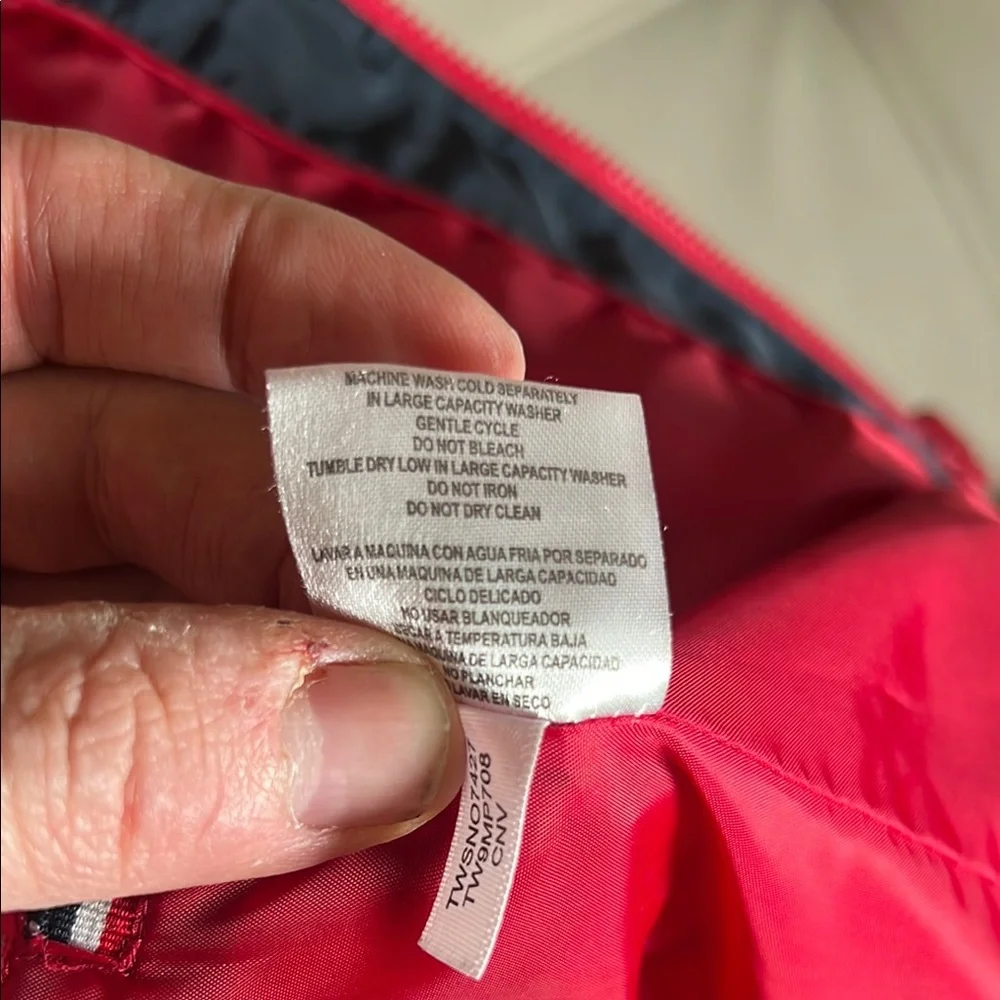 MACHINE WASH COLD SEPARATELY
IN LARGE CAPACITY WASHER
GENTLE CYCLE
DO NOT BLEACH
TUMBLE DRY LOW IN LARGE CAPACITY WASHER
DO NOT IRON
DO NOT DRY CLEAN
LAVAR A MAQUINA CON AGUA FRIA POR SEPARADO
EN UNA MAQUINA DE LARGA CAPACIDAD
CICLO DELICADO
NO USAR BLANQUEADOR
A TEMPERATURA BAJA
DE LARGA CAPACIDAD
NO PLANCHAR
LAVAR EN SECO
TWSNO7427
TW9MP708
CNV